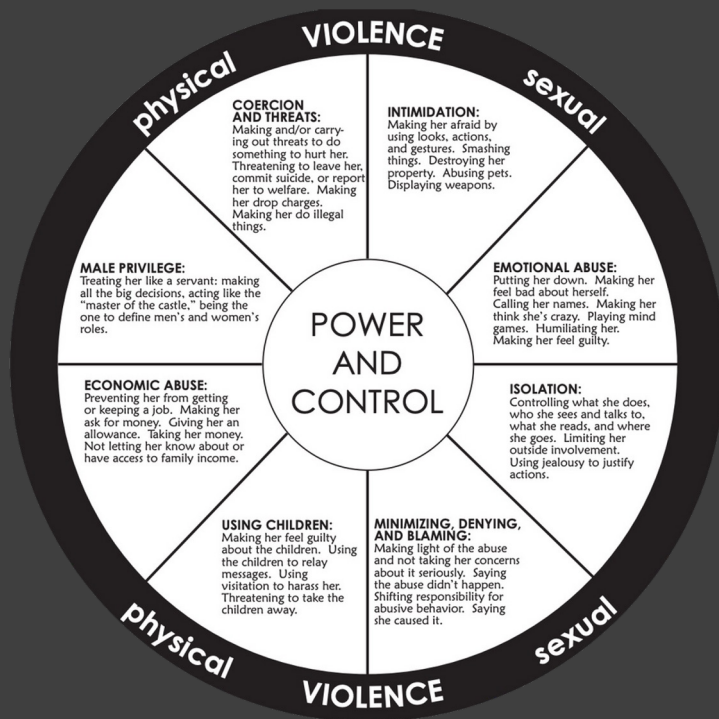 VIOLENCE
physical
sexual
COERCION
AND THREATS:
Making and/or carry-
ing out threats to do
something to hurt her.
Threatening to leave her,
commit suicide, or report
her to welfare. Making
her drop charges.
Making her do illegal
things.
INTIMIDATION:
Making her afraid by
using looks, actions,
and gestures. Smashing
things. Destroying her
property. Abusing pets.
Displaying weapons.
MALE PRIVILEGE:
Treating her like a servant: making
all the big decisions, acting like the
“master of the castle,” being the
one to define men’s and women’s
roles.
EMOTIONAL ABUSE:
Putting her down. Making her
feel bad about herself.
Calling her names. Making her
think she’s crazy. Playing mind
games. Humiliating her.
Making her feel guilty.
POWER
AND
CONTROL
ECONOMIC ABUSE:
Preventing her from getting
or keeping a job. Making her
ask for money. Giving her an
allowance. Taking her money.
Not letting her know about or
have access to family income.
ISOLATION:
Controlling what she does,
who she sees and talks to,
what she reads, and where
she goes. Limiting her
outside involvement.
Using jealousy to justify
actions.
USING CHILDREN:
Making her feel guilty
about the children. Using
the children to relay
messages. Using
visitation to harass her.
Threatening to take the
children away.
MINIMIZING, DENYING,
AND BLAMING:
Making light of the abuse
and not taking her concerns
about it seriously. Saying
the abuse didn’t happen.
Shifting responsibility for
abusive behavior. Saying
she caused it.
physical
sexual
VIOLENCE